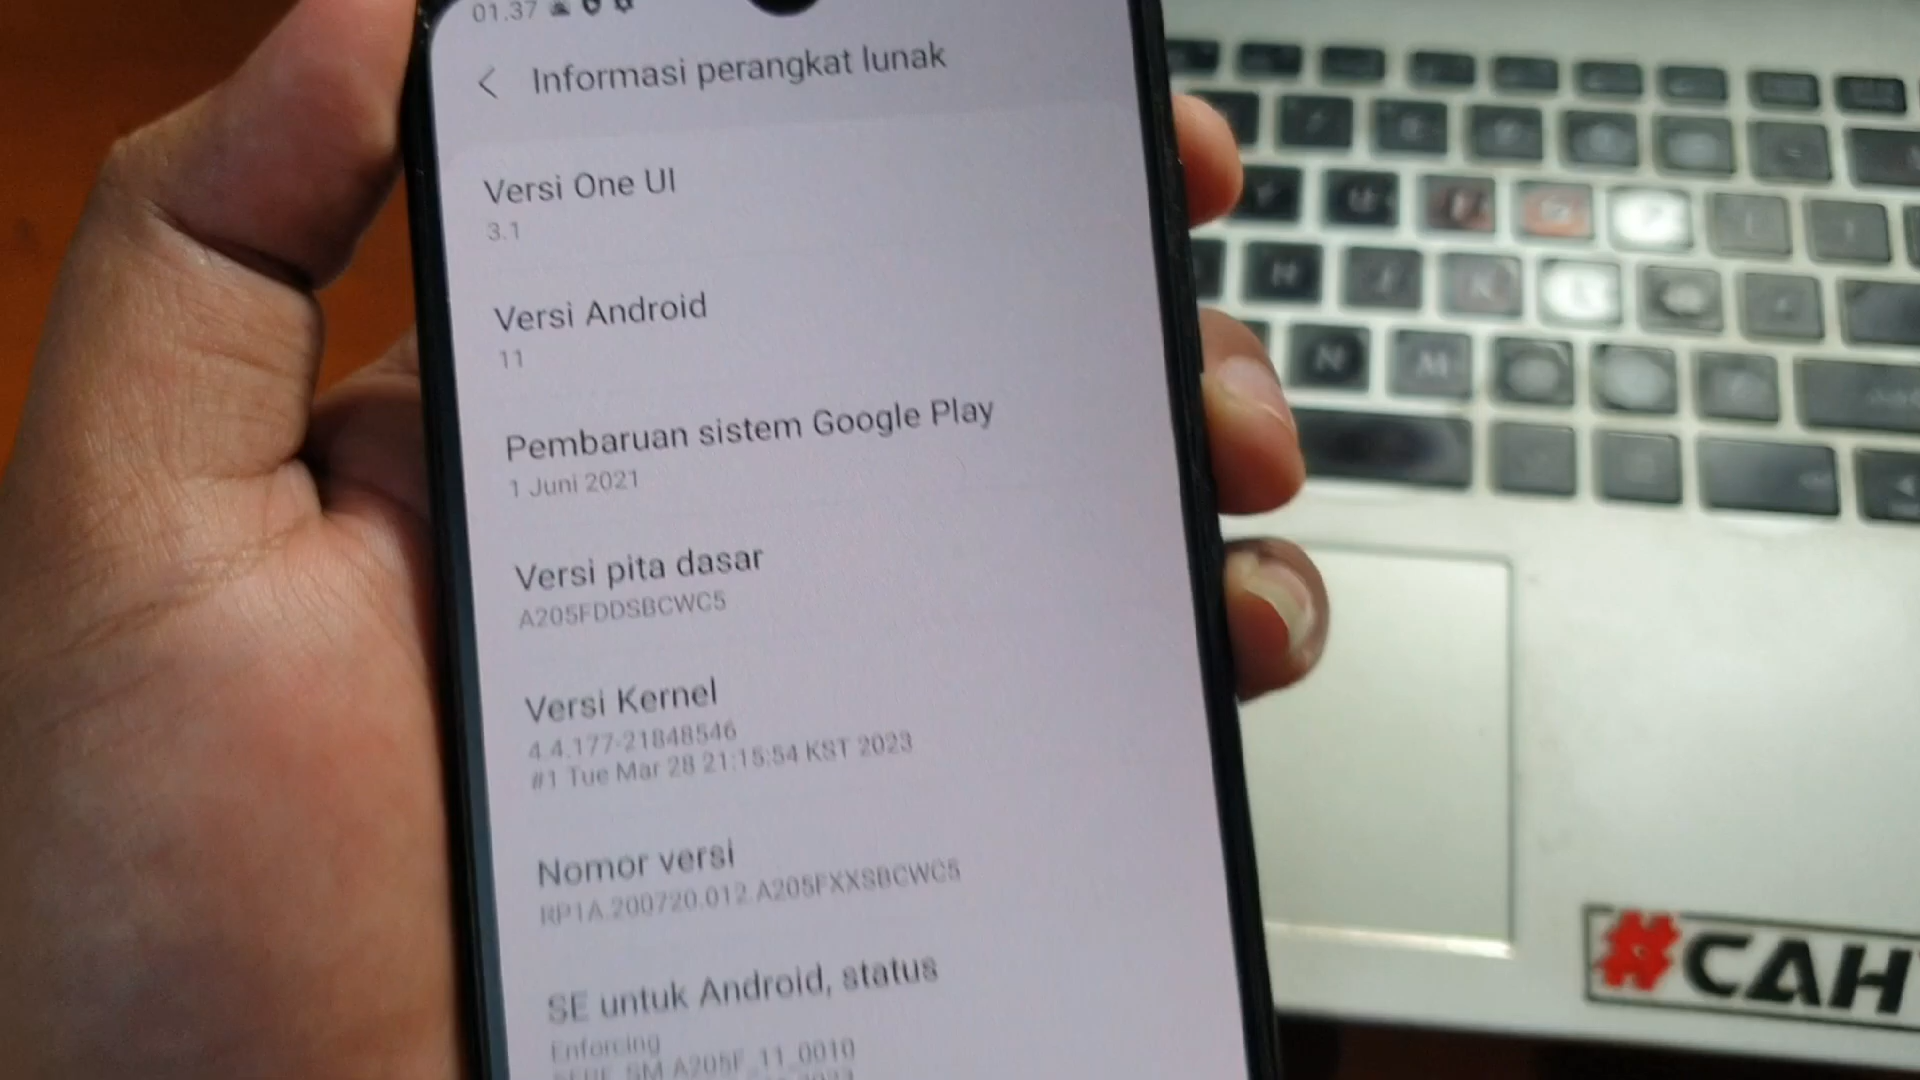 01.37
Informasi perangkat lunak
Versi One UI
3.1
Versi Android
11
Pembaruan sistem Google Play
1 Juni 2021
Versi pita dasar
A205FDDSBCWC5
Versi Kernel
4.4.177-21848546
#1 Tue Mar 28 21:15:54 KST 2023
Nomor versi
RP1A.200720.012.A205FXXSBCWC5
SE untuk Android, status
Enforcing
A205F_11_0010
N
M
#CAH